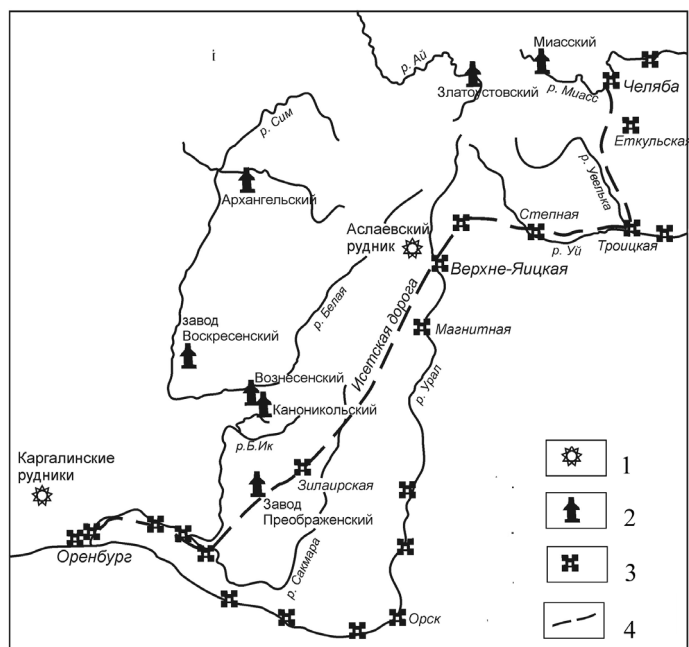 i
р. Ай
Миасский
Златоустовский
р. Миасс
Челяба
р. Сим
Еткульская
р. Увелька
Архангельский
Аслаевский
рудник
Степная
р. Уй
Троицкая
Верхне-Яицкая
р. Белая
Исетская дорога
Магнитная
завод
Воскресенский
р. Урал
Вознесенский
Каноникольский
р.Б.Ик
Каргалинские
рудники
Зилаирская
Завод
Преображенский
Оренбург
р. Сакмара
Орск
1
2
3
4